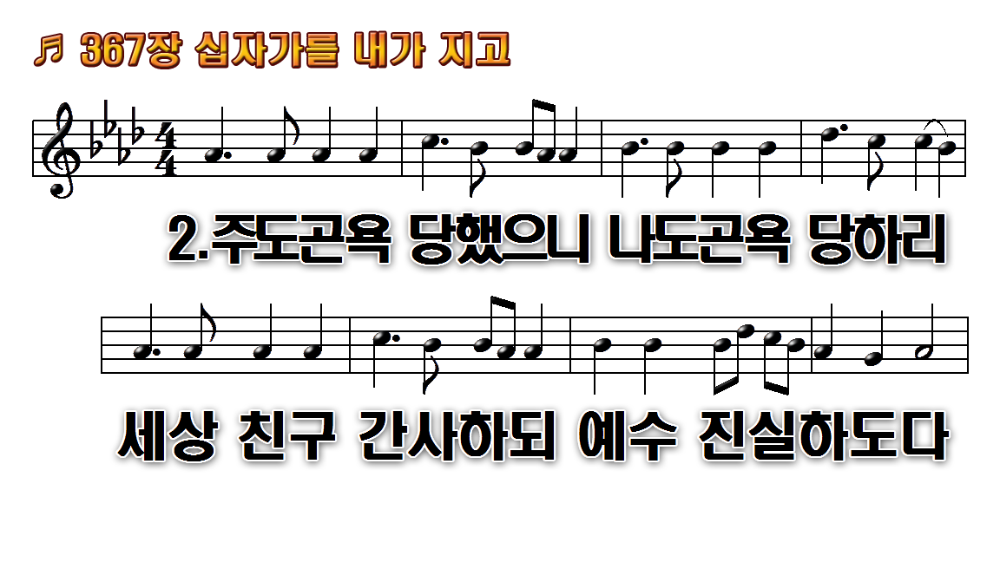 ♬ 367장 십자가를 내가 지고
4
4
2.주도곤욕 당했으니 나도곤욕 당하리
세상 친구 간사하되 예수 진실하도다